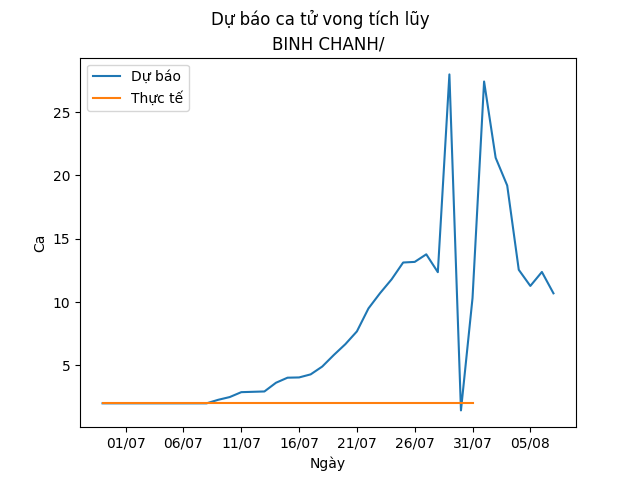 Dự báo ca tử vong tích lũy
BINH CHANH/
Dự báo
Thực tế
25
20
15
10
5
Ca
01/07 06/07 11/07 16/07 21/07 26/07 31/07 05/08
Ngày